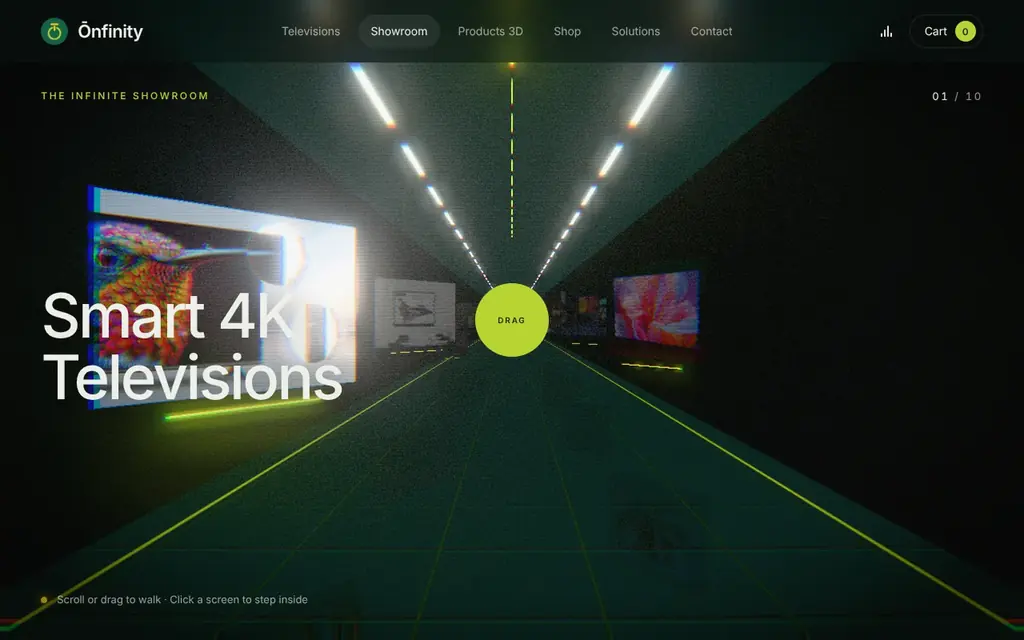 Ōnfinity
Televisions
Showroom
Products 3D
Shop
Solutions
Contact
Cart
0
THE INFINITE SHOWROOM
01 / 10
Smart 4K
Televisions
DRAG
Scroll or drag to walk · Click a screen to step inside